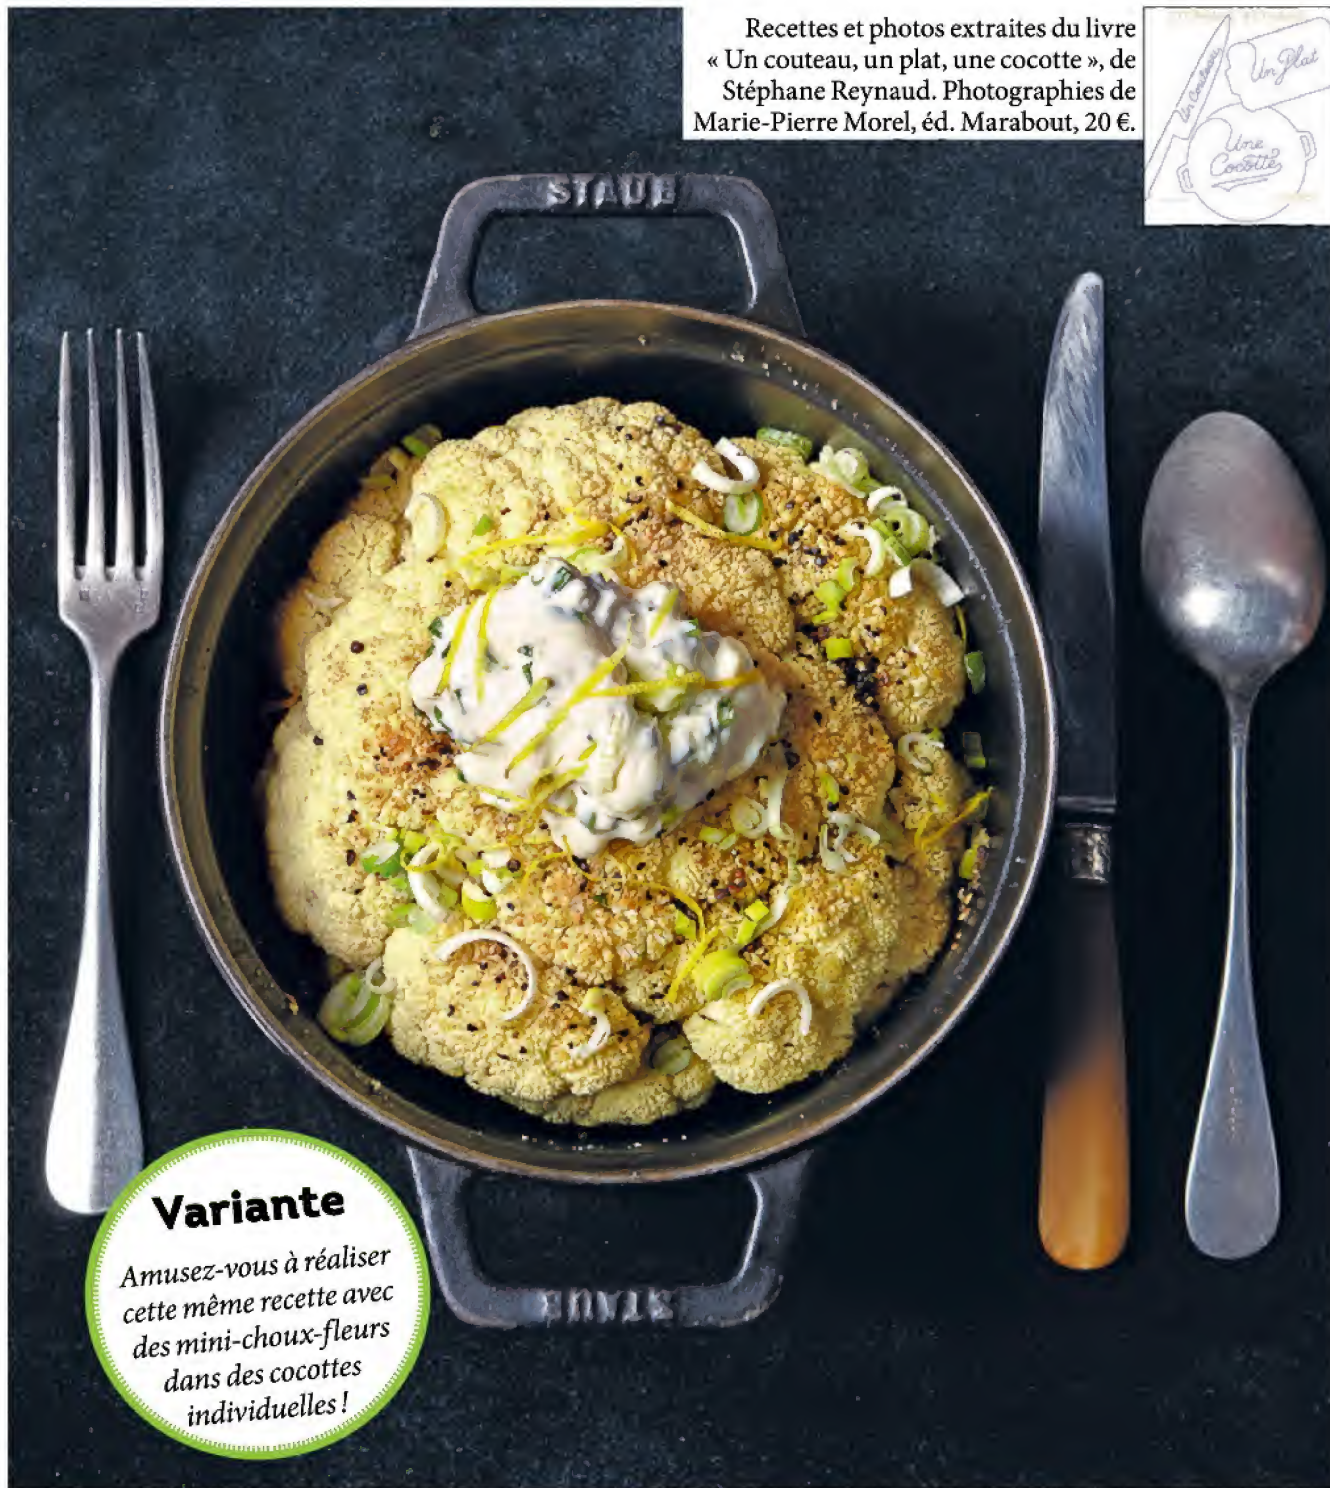 Recettes et photos extraites du livre
« Un couteau, un plat, une cocotte », de
Stéphane Reynaud. Photographies de
Marie-Pierre Morel, éd. Marabout, 20 €.
Un couteau
Un Plat
Une
Cocotte
STAUB
Variante
Amusez-vous à réaliser
cette même recette avec
des mini-choux-fleurs
dans des cocottes
individuelles !
STAUB